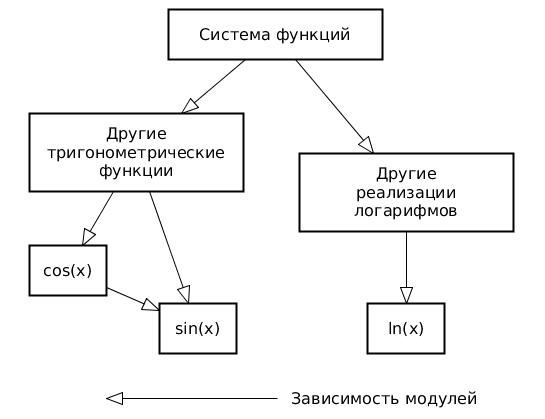 Система функций
Другие
тригонометрические
функции
Другие
реализации
логарифмов
cos(x)
sin(x)
ln(x)
Зависимость модулей